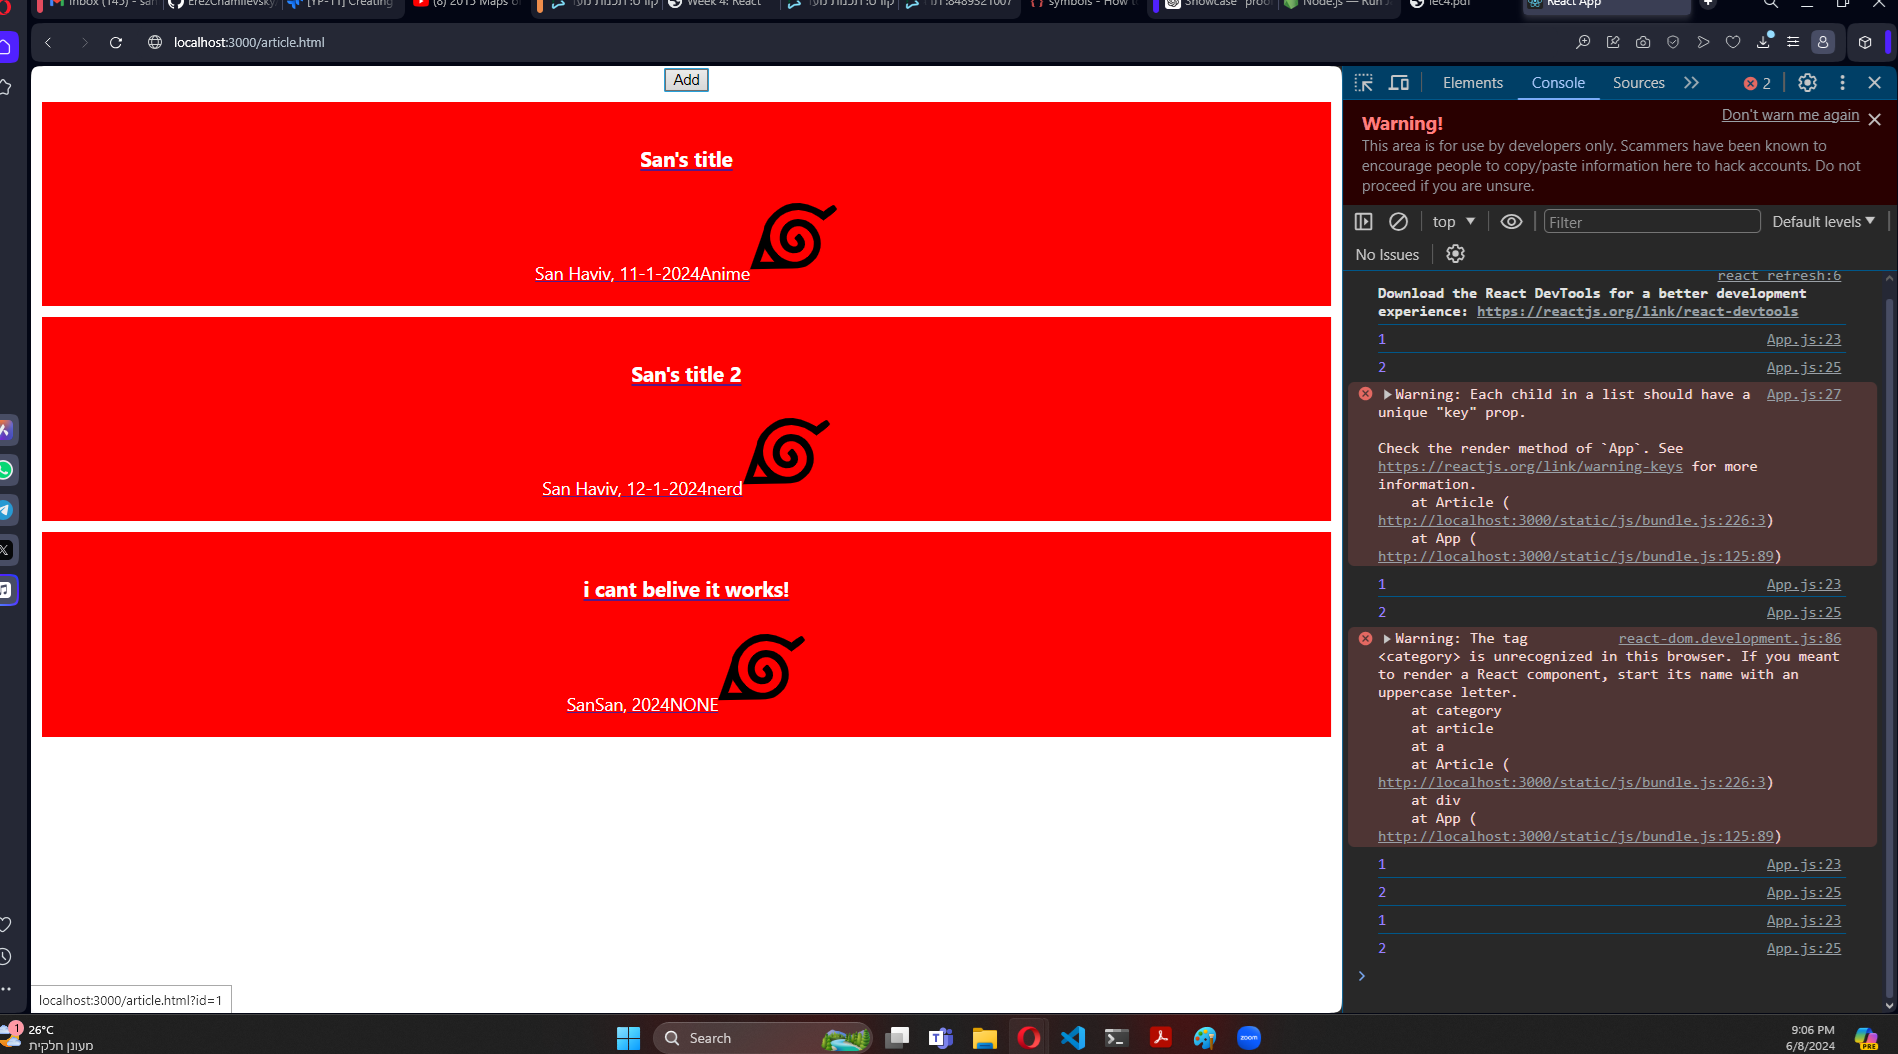 Inbox (145) - san
ErezChamilevsky
[TP-11] Creating
(8) 2015 Maps of
Week 4: React
symbols - How t
Showcase
Node.js — Run J
lec4.pdf
React App
localhost:3000/article.html
Add
San's title
San Haviv, 11-1-2024Anime
San's title 2
San Haviv, 12-1-2024nerd
i cant belive it works!
SanSan, 2024NONE
localhost:3000/article.html?id=1
Elements Console Sources 2
Warning! Don't warn me again
This area is for use by developers only. Scammers have been known to
encourage people to copy/paste information here to hack accounts. Do not
proceed if you are unsure.
top Filter Default levels
No Issues
react refresh:6
Download the React DevTools for a better development
experience: https://reactjs.org/link/react-devtools
1 App.js:23
2 App.js:25
Warning: Each child in a list should have a App.js:27
unique "key" prop.
Check the render method of `App`. See
https://reactjs.org/link/warning-keys for more
information.
at Article (
http://localhost:3000/static/js/bundle.js:226:3)
at App (
http://localhost:3000/static/js/bundle.js:125:89)
1 App.js:23
2 App.js:25
Warning: The tag react-dom.development.js:86
<category> is unrecognized in this browser. If you meant
to render a React component, start its name with an
uppercase letter.
at category
at article
at a
at Article (
http://localhost:3000/static/js/bundle.js:226:3)
at div
at App (
http://localhost:3000/static/js/bundle.js:125:89)
1 App.js:23
2 App.js:25
1 App.js:23
2 App.js:25
1
26°C
מעונן חלקית
Search
zoom
9:06 PM
6/8/2024
PRE